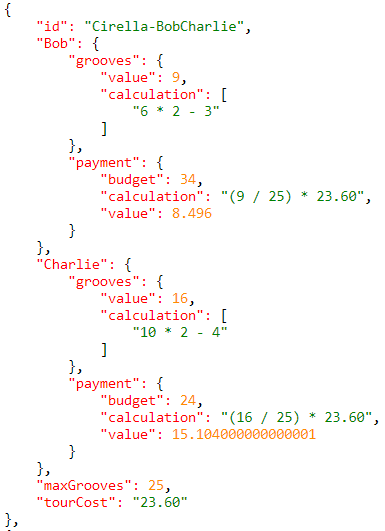 {
"id": "Cirella-BobCharlie",
"Bob": {
"grooves": {
"value": 9,
"calculation": [
"6 * 2 - 3"
]
},
"payment": {
"budget": 34,
"calculation": "(9 / 25) * 23.60",
"value": 8.496
}
},
"Charlie": {
"grooves": {
"value": 16,
"calculation": [
"10 * 2 - 4"
]
},
"payment": {
"budget": 24,
"calculation": "(16 / 25) * 23.60",
"value": 15.104000000000001
}
},
"maxGrooves": 25,
"tourCost": "23.60"
},